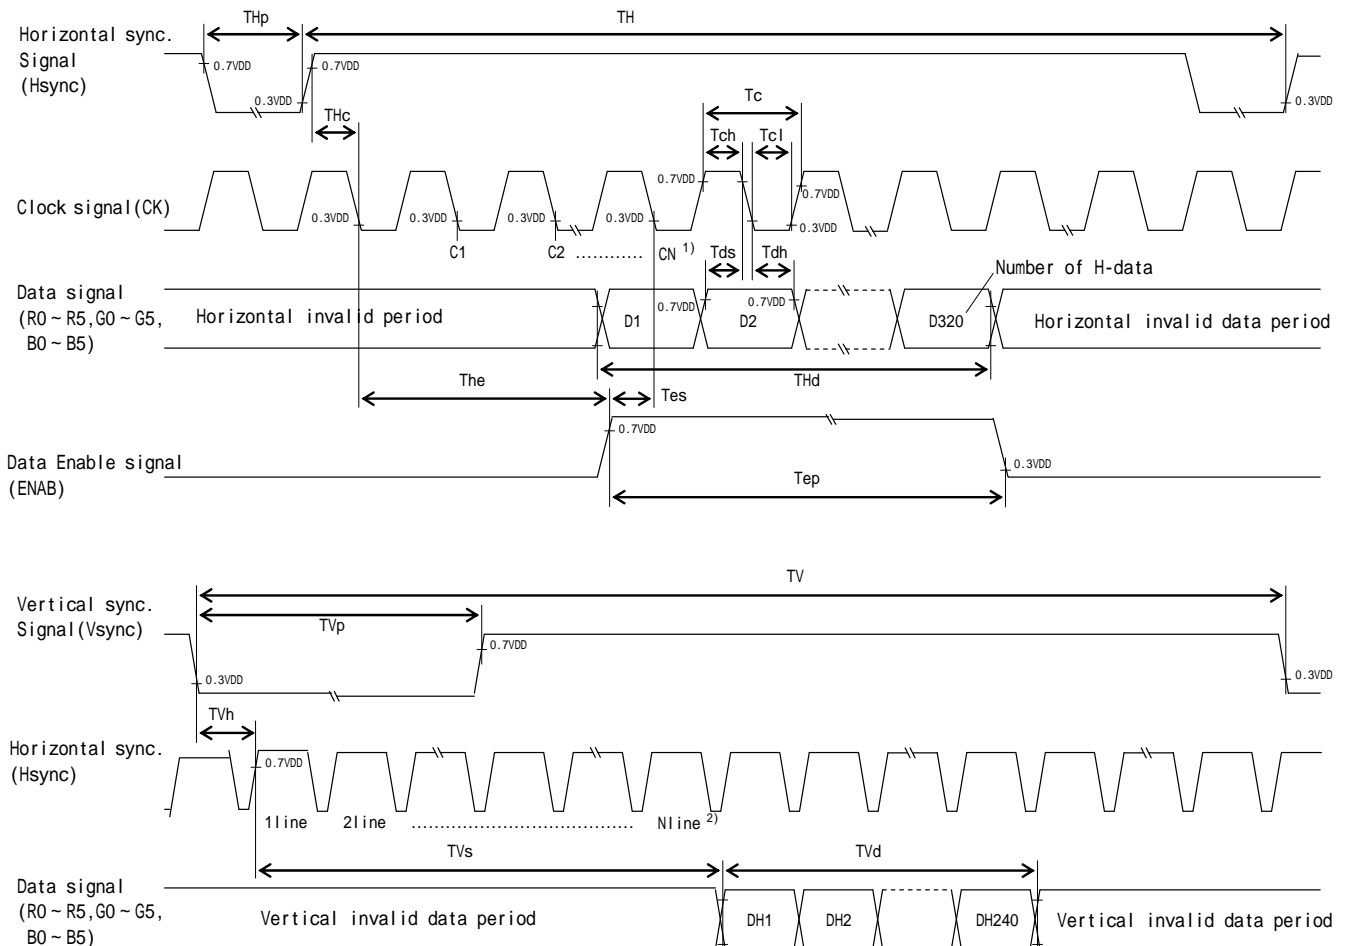 THp
TH
Horizontal sync.
Signal
(Hsync)
0.7VDD
0.7VDD
0.3VDD
0.3VDD
THc
Tc
Tch
Tcl
Clock signal(CK)
0.7VDD
0.7VDD
0.3VDD
0.3VDD
0.3VDD
0.3VDD
0.3VDD
C1
C2 ............ CN 1)
Tds
Tdh
Number of H-data
Data signal
(R0~R5,G0~G5,
B0~B5)
Horizontal invalid period
D1
0.7VDD
D2
0.7VDD
D320
Horizontal invalid data period
THd
The
Tes
0.7VDD
Data Enable signal
(ENAB)
0.3VDD
Tep
TV
Vertical sync.
Signal(Vsync)
TVp
0.7VDD
0.3VDD
0.3VDD
TVh
Horizontal sync.
(Hsync)
0.7VDD
1line 2line ..................................... Nline 2)
TVs
TVd
Data signal
(R0~R5,G0~G5,
B0~B5)
Vertical invalid data period
DH1
DH2
DH240
Vertical invalid data period